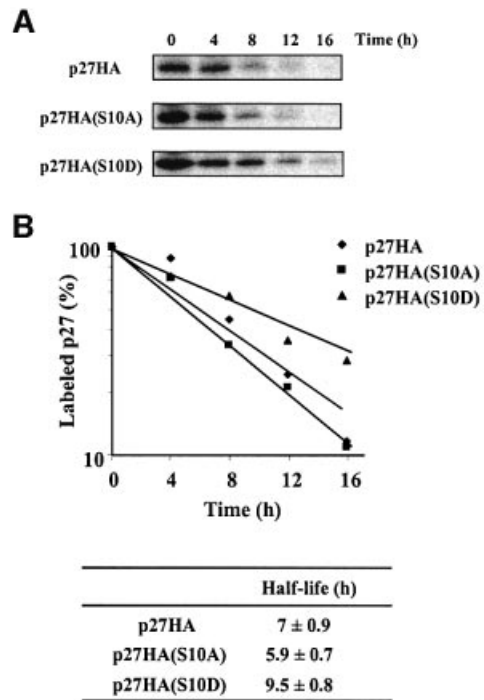 A
0 4 8 12 16 Time (h)
p27HA
p27HA(S10A)
p27HA(S10D)
B
100
10
Labeled p27 (%)
p27HA
p27HA(S10A)
p27HA(S10D)
0 4 8 12 16
Time (h)
Half-life (h)
p27HA 7 ± 0.9
p27HA(S10A) 5.9 ± 0.7
p27HA(S10D) 9.5 ± 0.8